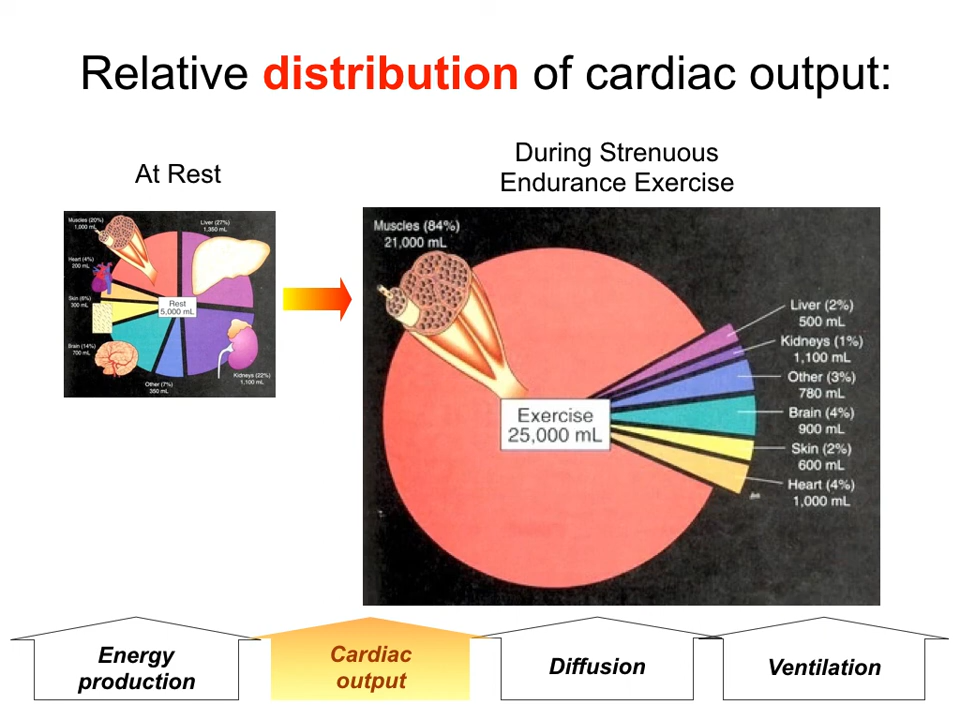 Relative distribution of cardiac output:
At Rest
During Strenuous
Endurance Exercise
Muscles (20%)
1,000 mL
Liver (27%)
1,350 mL
Heart (4%)
200 mL
Skin (6%)
300 mL
Rest
5,000 mL
Brain (14%)
700 mL
Other (7%)
350 mL
Kidneys (22%)
1,100 mL
Muscles (84%)
21,000 mL
Liver (2%)
500 mL
Kidneys (1%)
1,100 mL
Other (3%)
780 mL
Brain (4%)
900 mL
Skin (2%)
600 mL
Heart (4%)
1,000 mL
Exercise
25,000 mL
Energy
production
Cardiac
output
Diffusion
Ventilation